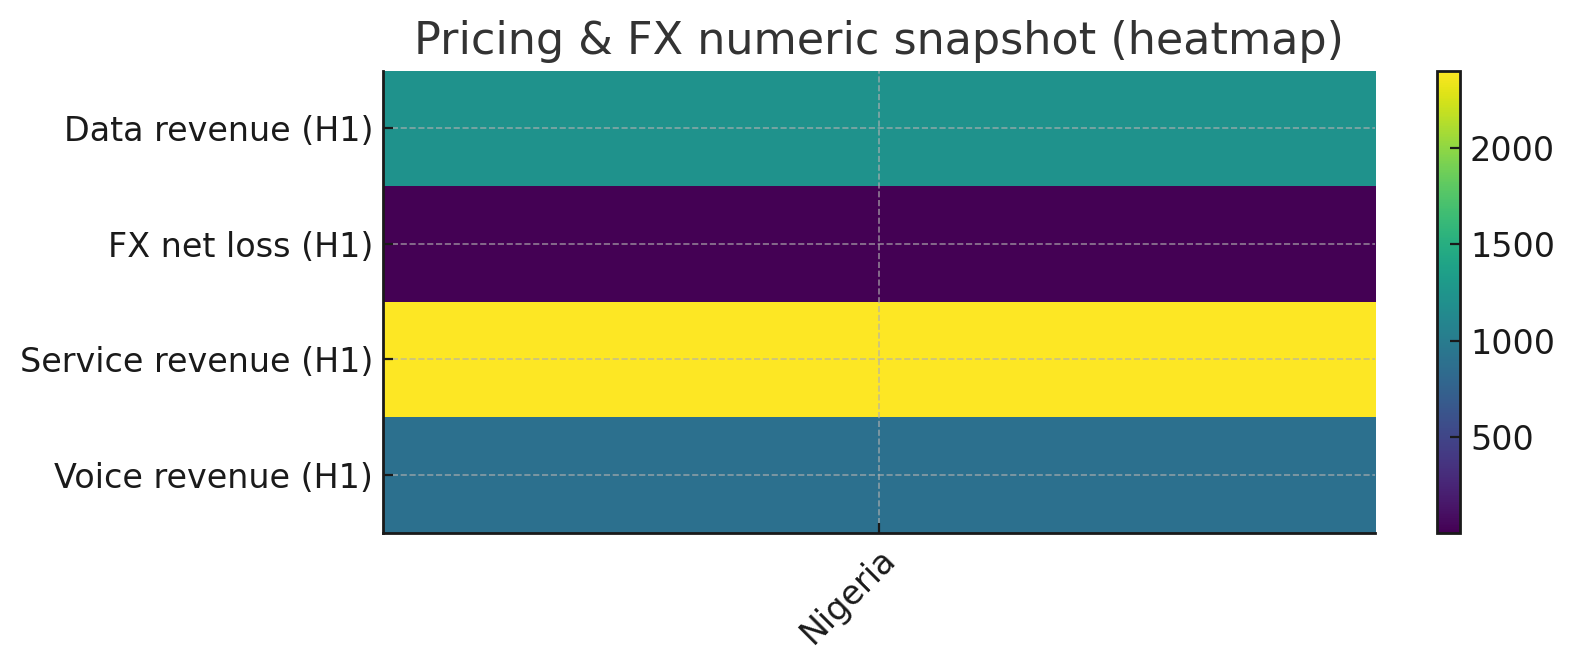 Pricing & FX numeric snapshot (heatmap)
Data revenue (H1)
FX net loss (H1)
Service revenue (H1)
Voice revenue (H1)
Nigeria
2000
1500
1000
500